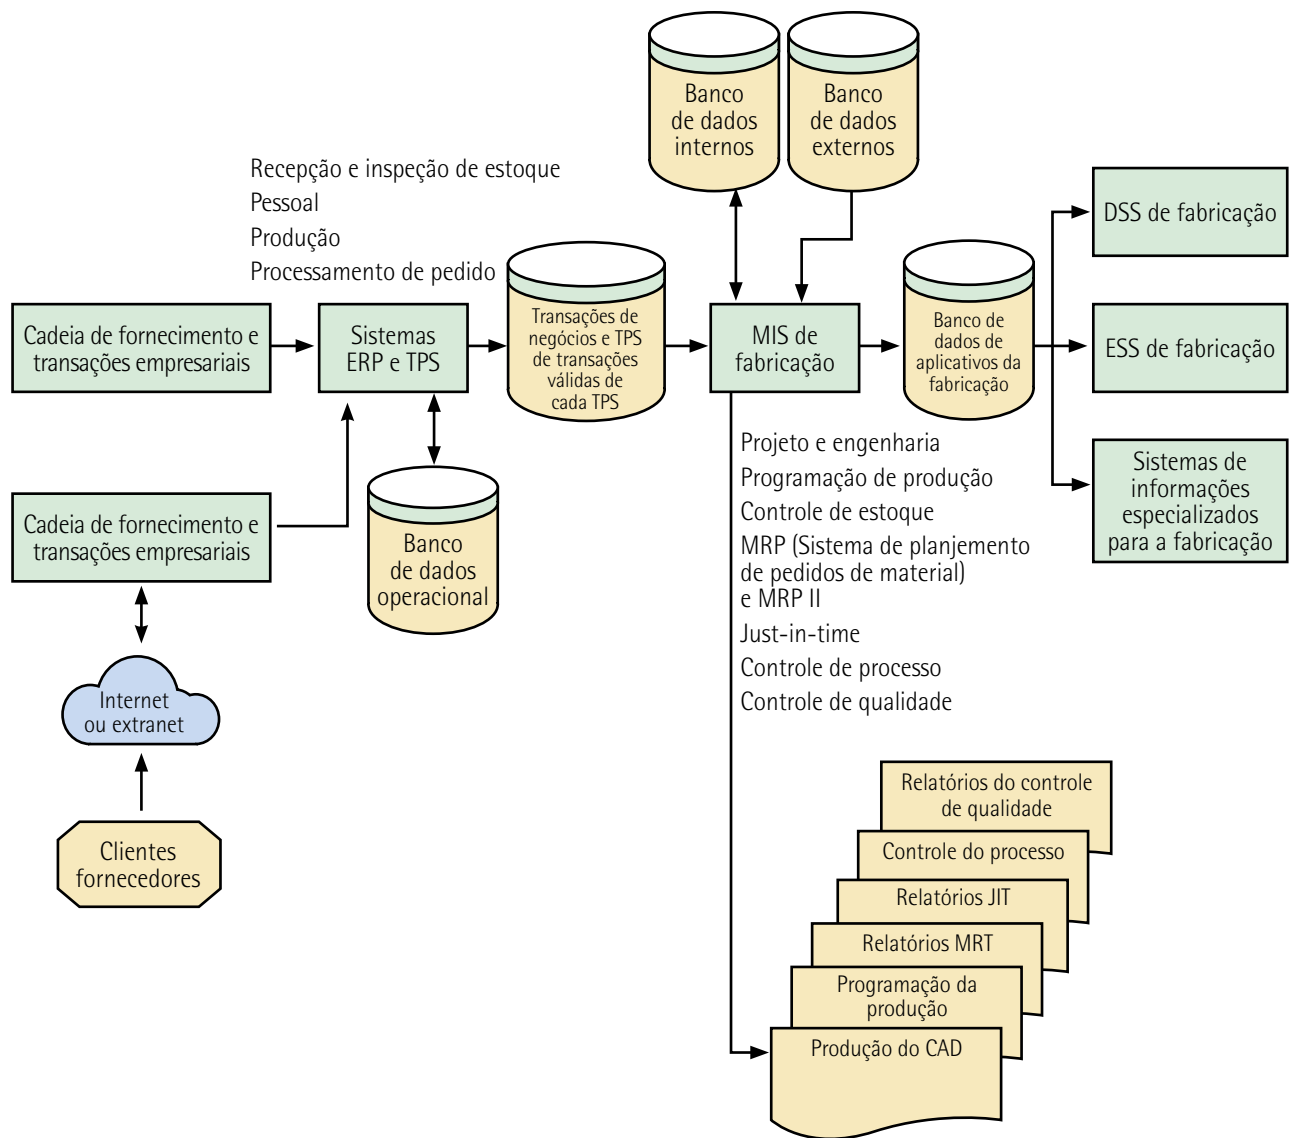 Banco
de dados
internos
Banco
de dados
externos
Recepção e inspeção de estoque
Pessoal
Produção
Processamento de pedido
Cadeia de fornecimento e
transações empresariais
Sistemas
ERP e TPS
Transações de
negócios e TPS
de transações
válidas de
cada TPS
MIS de
fabricação
Banco de
dados de
aplicativos da
fabricação
DSS de fabricação
ESS de fabricação
Sistemas de
informações
especializados
para a fabricação
Cadeia de fornecimento e
transações empresariais
Banco
de dados
operacional
Internet
ou extranet
Clientes
fornecedores
Projeto e engenharia
Programação de produção
Controle de estoque
MRP (Sistema de planjemento
de pedidos de material)
e MRP II
Just-in-time
Controle de processo
Controle de qualidade
Relatórios do controle
de qualidade
Controle do processo
Relatórios JIT
Relatórios MRT
Programação da
produção
Produção do CAD